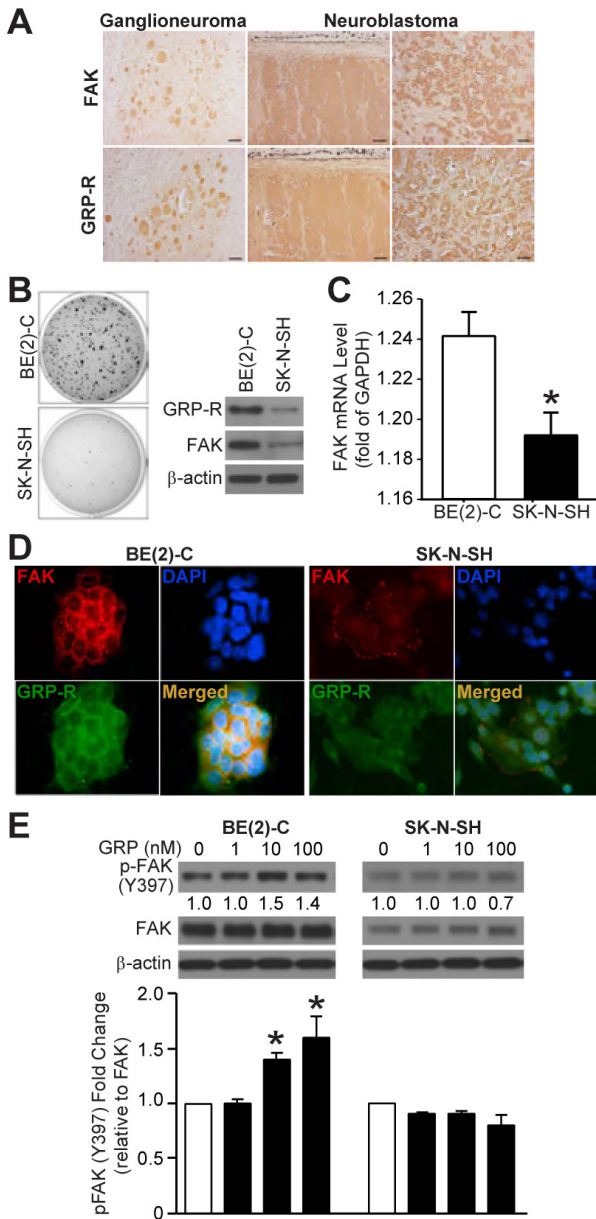 A
Ganglioneuroma
Neuroblastoma
FAK
GRP-R
B
BE(2)-C
SK-N-SH
BE(2)-C
SK-N-SH
GRP-R
FAK
β-actin
C
FAK mRNA Level
(fold of GAPDH)
1.26
1.24
1.22
1.20
1.18
1.16
*
BE(2)-C SK-N-SH
D
BE(2)-C
SK-N-SH
FAK DAPI
GRP-R Merged
FAK DAPI
GRP-R Merged
E
BE(2)-C
SK-N-SH
GRP (nM) 0 1 10 100 0 1 10 100
p-FAK
(Y397)
1.0 1.0 1.5 1.4 1.0 1.0 1.0 0.7
FAK
β-actin
pFAK (Y397) Fold Change
(relative to FAK)
2.0
1.5
1.0
0.5
0
* *